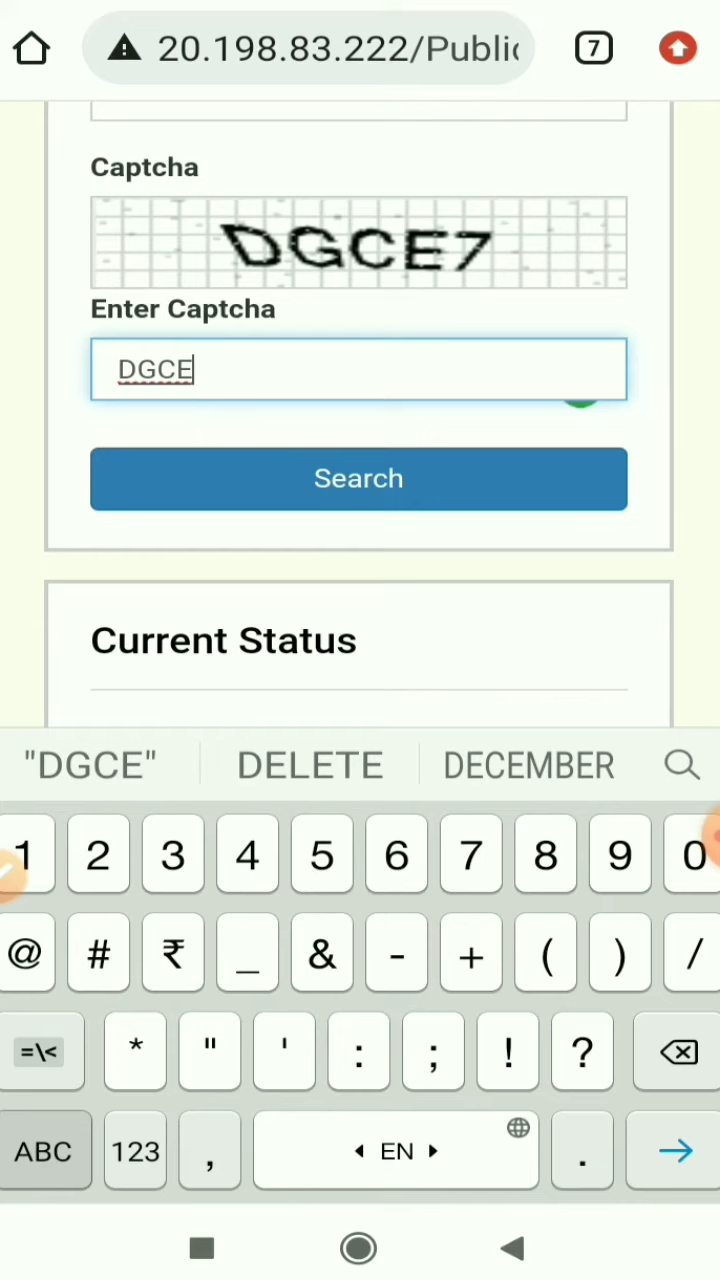 20.198.83.222/Public
7
Captcha
DGCE7
Enter Captcha
DGCE
Search
Current Status
"DGCE" DELETE DECEMBER
1 2 3 4 5 6 7 8 9 0
@ # ₹ _ & - + ( ) /
=\< * " ' : ; ! ?
ABC 123 , EN .